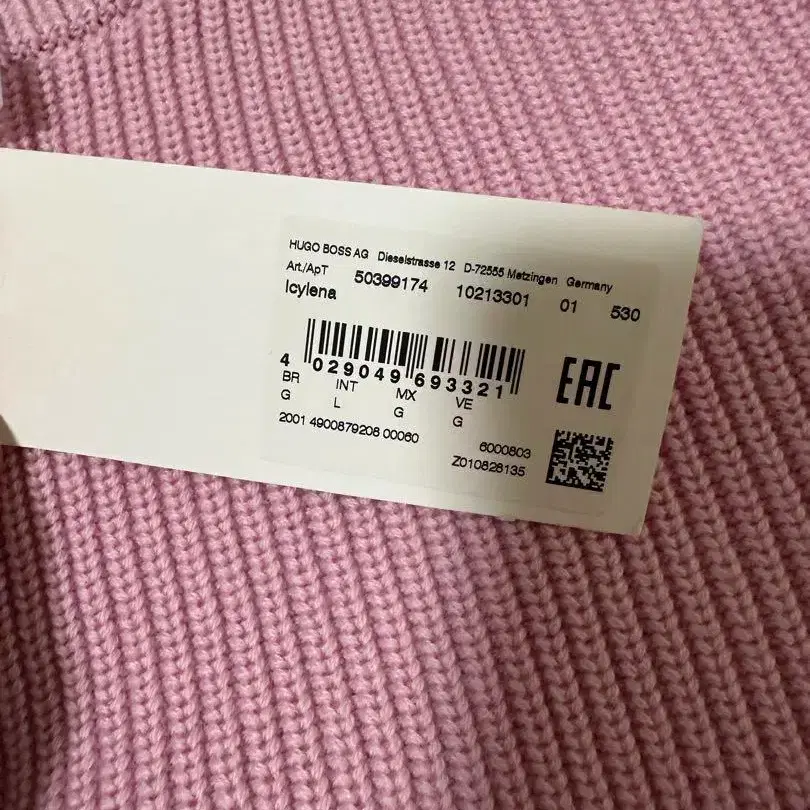 HUGO BOSS AG Dieselstrasse 12 D-72555 Metzingen Germany
Art./ApT 50399174 10213301 01 530
Icylena
4 029049 693321
BR INT MX VE
G L G G
2001 4900879208 00060
6000803
Z010828135
EAC